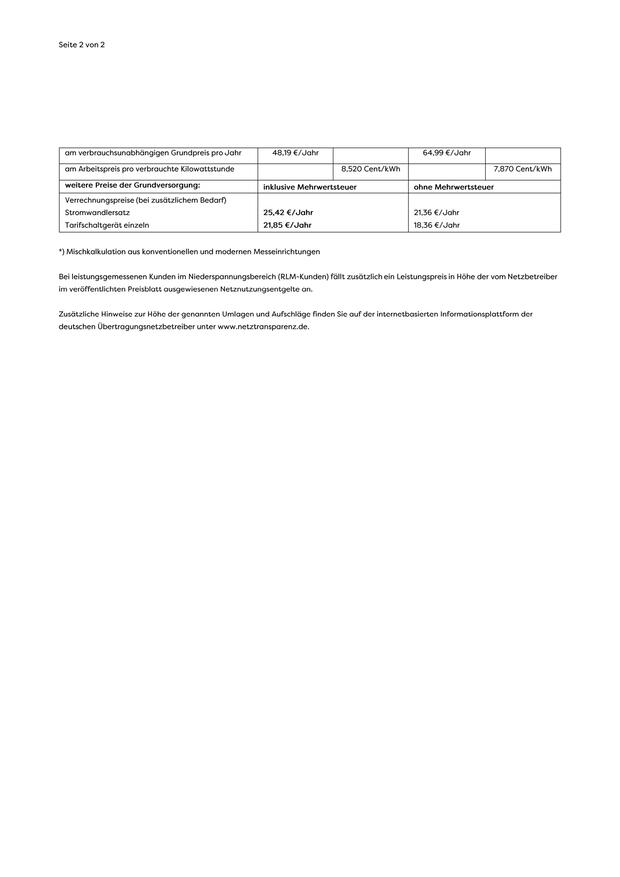 Seite 2 von 2
am verbrauchsunabhängigen Grundpreis pro Jahr 48,19 €/Jahr 64,99 €/Jahr
am Arbeitspreis pro verbrauchte Kilowattstunde 8,520 Cent/kWh 7,870 Cent/kWh
weitere Preise der Grundversorgung: inklusive Mehrwertsteuer ohne Mehrwertsteuer
Verrechnungspreise (bei zusätzlichem Bedarf)
Stromwandlersatz 25,42 €/Jahr 21,36 €/Jahr
Tarifschaltgerät einzeln 21,85 €/Jahr 18,36 €/Jahr
*) Mischkalkulation aus konventionellen und modernen Messeinrichtungen
Bei leistungsgemessenen Kunden im Niederspannungsbereich (RLM-Kunden) fällt zusätzlich ein Leistungspreis in Höhe der vom Netzbetreiber
im veröffentlichten Preisblatt ausgewiesenen Netznutzungsentgelte an.
Zusätzliche Hinweise zur Höhe der genannten Umlagen und Aufschläge finden Sie auf der internetbasierten Informationsplattform der
deutschen Übertragungsnetzbetreiber unter www.netztransparenz.de.